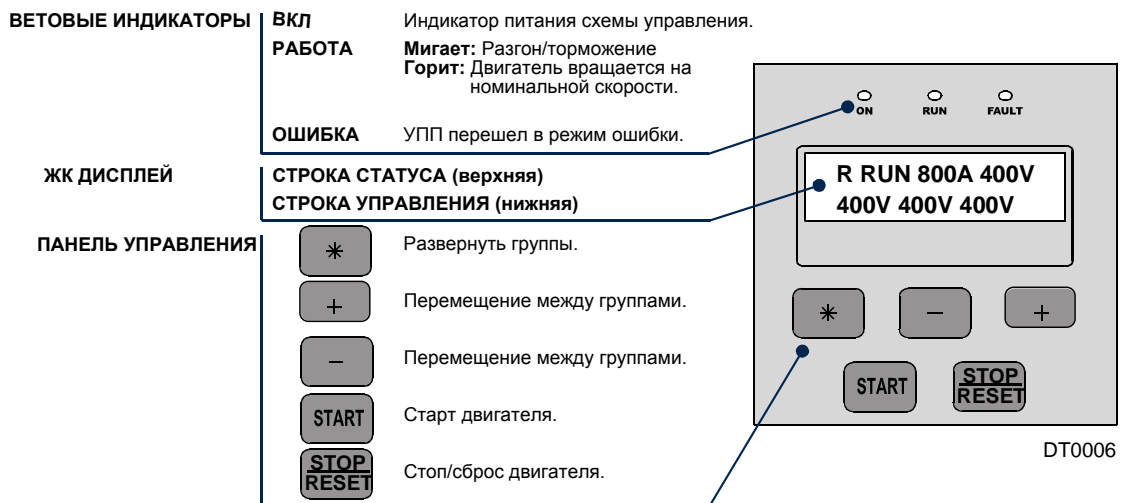 ВЕТОВЫЕ ИНДИКАТОРЫ
ВКЛ Индикатор питания схемы управления.
РАБОТА Мигает: Разгон/торможение
Горит: Двигатель вращается на
номинальной скорости.
ОШИБКА УПП перешел в режим ошибки.
ЖК ДИСПЛЕЙ
СТРОКА СТАТУСА (верхняя)
СТРОКА УПРАВЛЕНИЯ (нижняя)
ПАНЕЛЬ УПРАВЛЕНИЯ
* Развернуть группы.
+ Перемещение между группами.
– Перемещение между группами.
START Старт двигателя.
STOP
RESET Стоп/сброс двигателя.
ON RUN FAULT
R RUN 800A 400V
400V 400V 400V
* – +
START STOP
RESET
DT0006